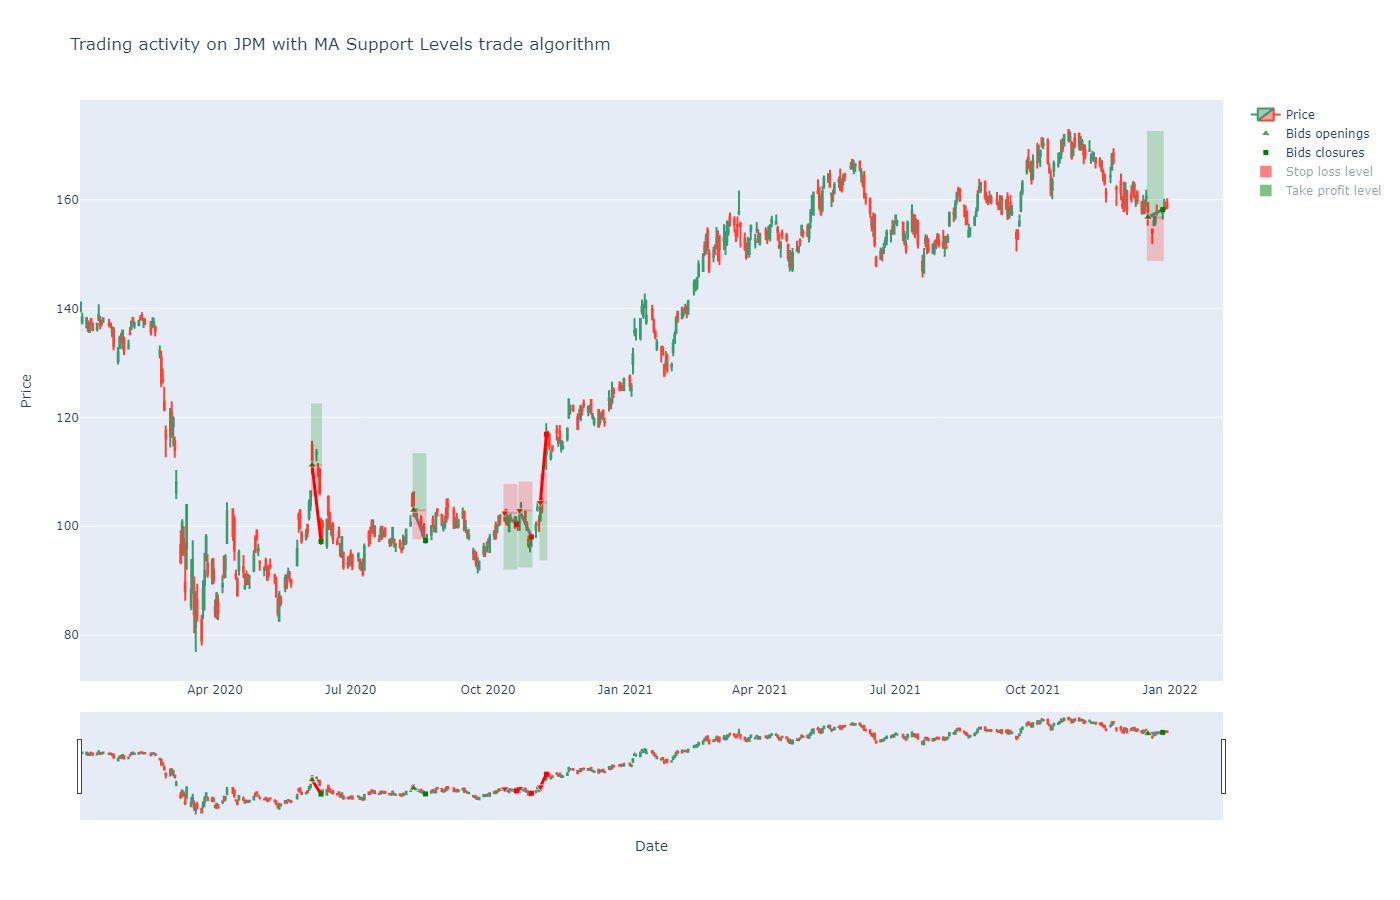 Trading activity on JPM with MA Support Levels trade algorithm
Price
Bids openings
Bids closures
Stop loss level
Take profit level
160
140
120
100
80
Price
Apr 2020
Jul 2020
Oct 2020
Jan 2021
Apr 2021
Jul 2021
Oct 2021
Jan 2022
Date